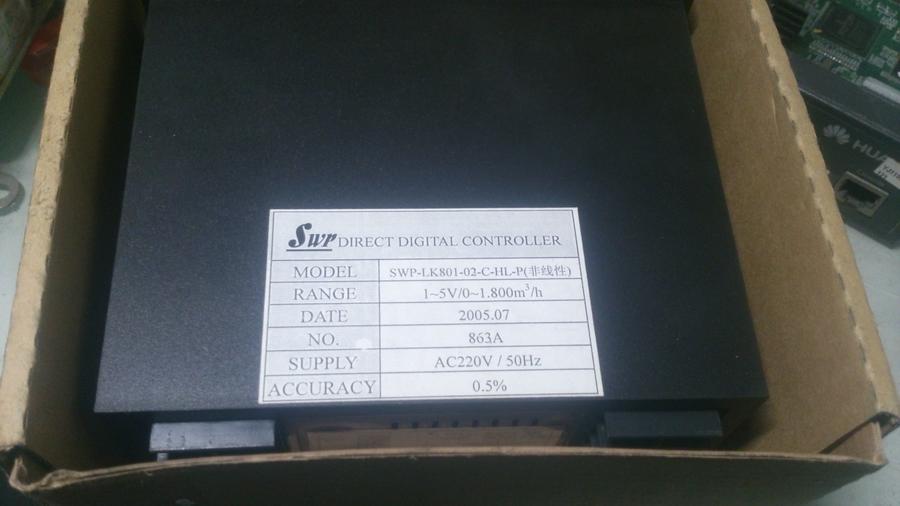 Swp DIRECT DIGITAL CONTROLLER
MODEL SWP-LK801-02-C-HL-P(非线性)
RANGE 1~5V/0~1.800m³/h
DATE 2005.07
NO. 863A
SUPPLY AC220V / 50Hz
ACCURACY 0.5%